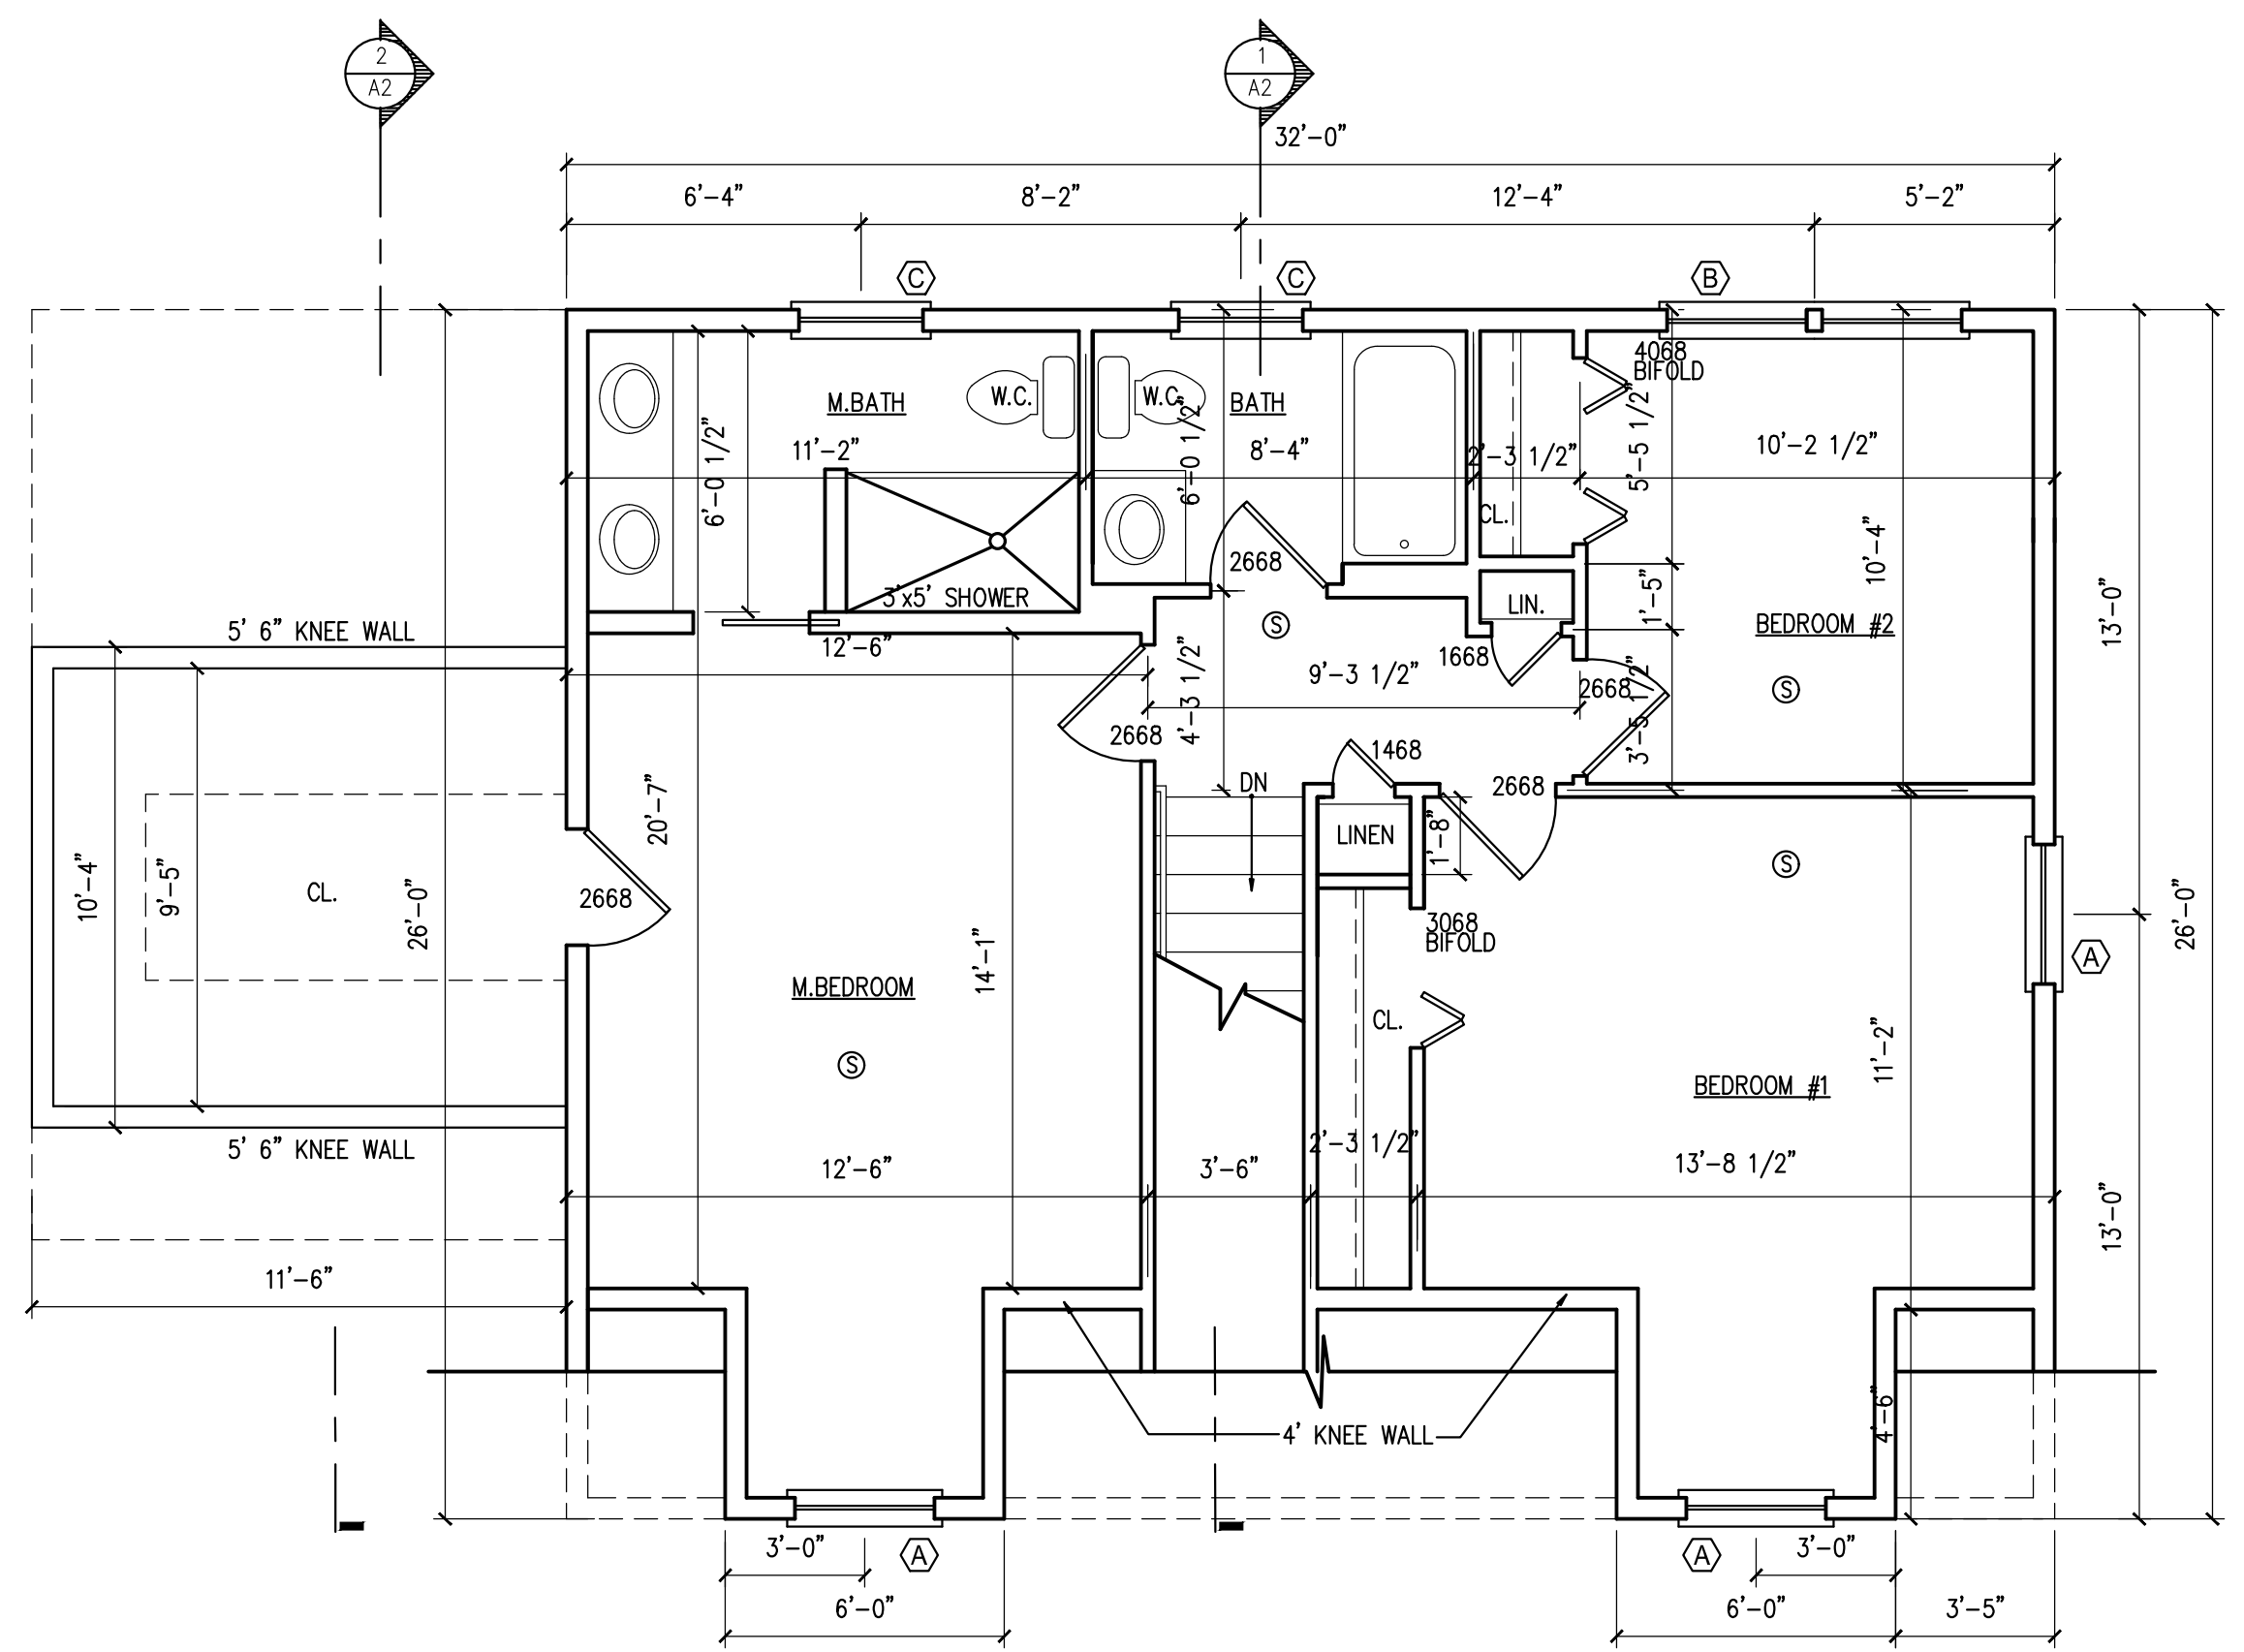 2
A2
1
A2
32'-0"
6'-4"
8'-2"
12'-4"
5'-2"
C
C
B
4068
BIFOLD
M.BATH
W.C.
W.C.
BATH
11'-2"
8'-4"
2'-3 1/2"
10'-2 1/2"
6'-0 1/2"
6'-0 1/2"
5'-5 1/2"
CL.
10'-4"
2668
3'x5' SHOWER
LIN.
1'-5"
S
BEDROOM #2
13'-0"
5' 6" KNEE WALL
12'-6"
4'-3 1/2"
9'-3 1/2"
1668
2668
3'-5 1/2"
S
2668
1468
DN
2668
20'-7"
LINEN
1'-8"
S
10'-4"
9'-5"
CL.
26'-0"
2668
3068
BIFOLD
26'-0"
A
M.BEDROOM
14'-1"
CL.
S
11'-2"
BEDROOM #1
5' 6" KNEE WALL
12'-6"
3'-6"
2'-3 1/2"
13'-8 1/2"
13'-0"
11'-6"
4' KNEE WALL
4'-6"
3'-0"
A
A
3'-0"
6'-0"
6'-0"
3'-5"